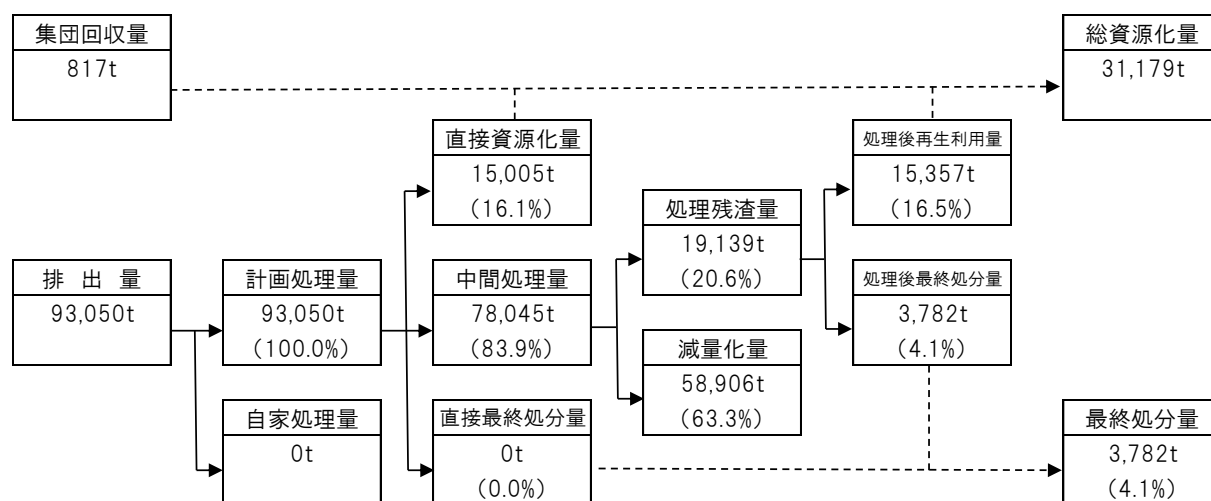 集団回収量
817t
総資源化量
31,179t
直接資源化量
15,005t
(16.1%)
処理後再生利用量
15,357t
(16.5%)
処理残渣量
19,139t
(20.6%)
排出量
93,050t
計画処理量
93,050t
(100.0%)
中間処理量
78,045t
(83.9%)
処理後最終処分量
3,782t
(4.1%)
減量化量
58,906t
(63.3%)
自家処理量
0t
直接最終処分量
0t
(0.0%)
最終処分量
3,782t
(4.1%)